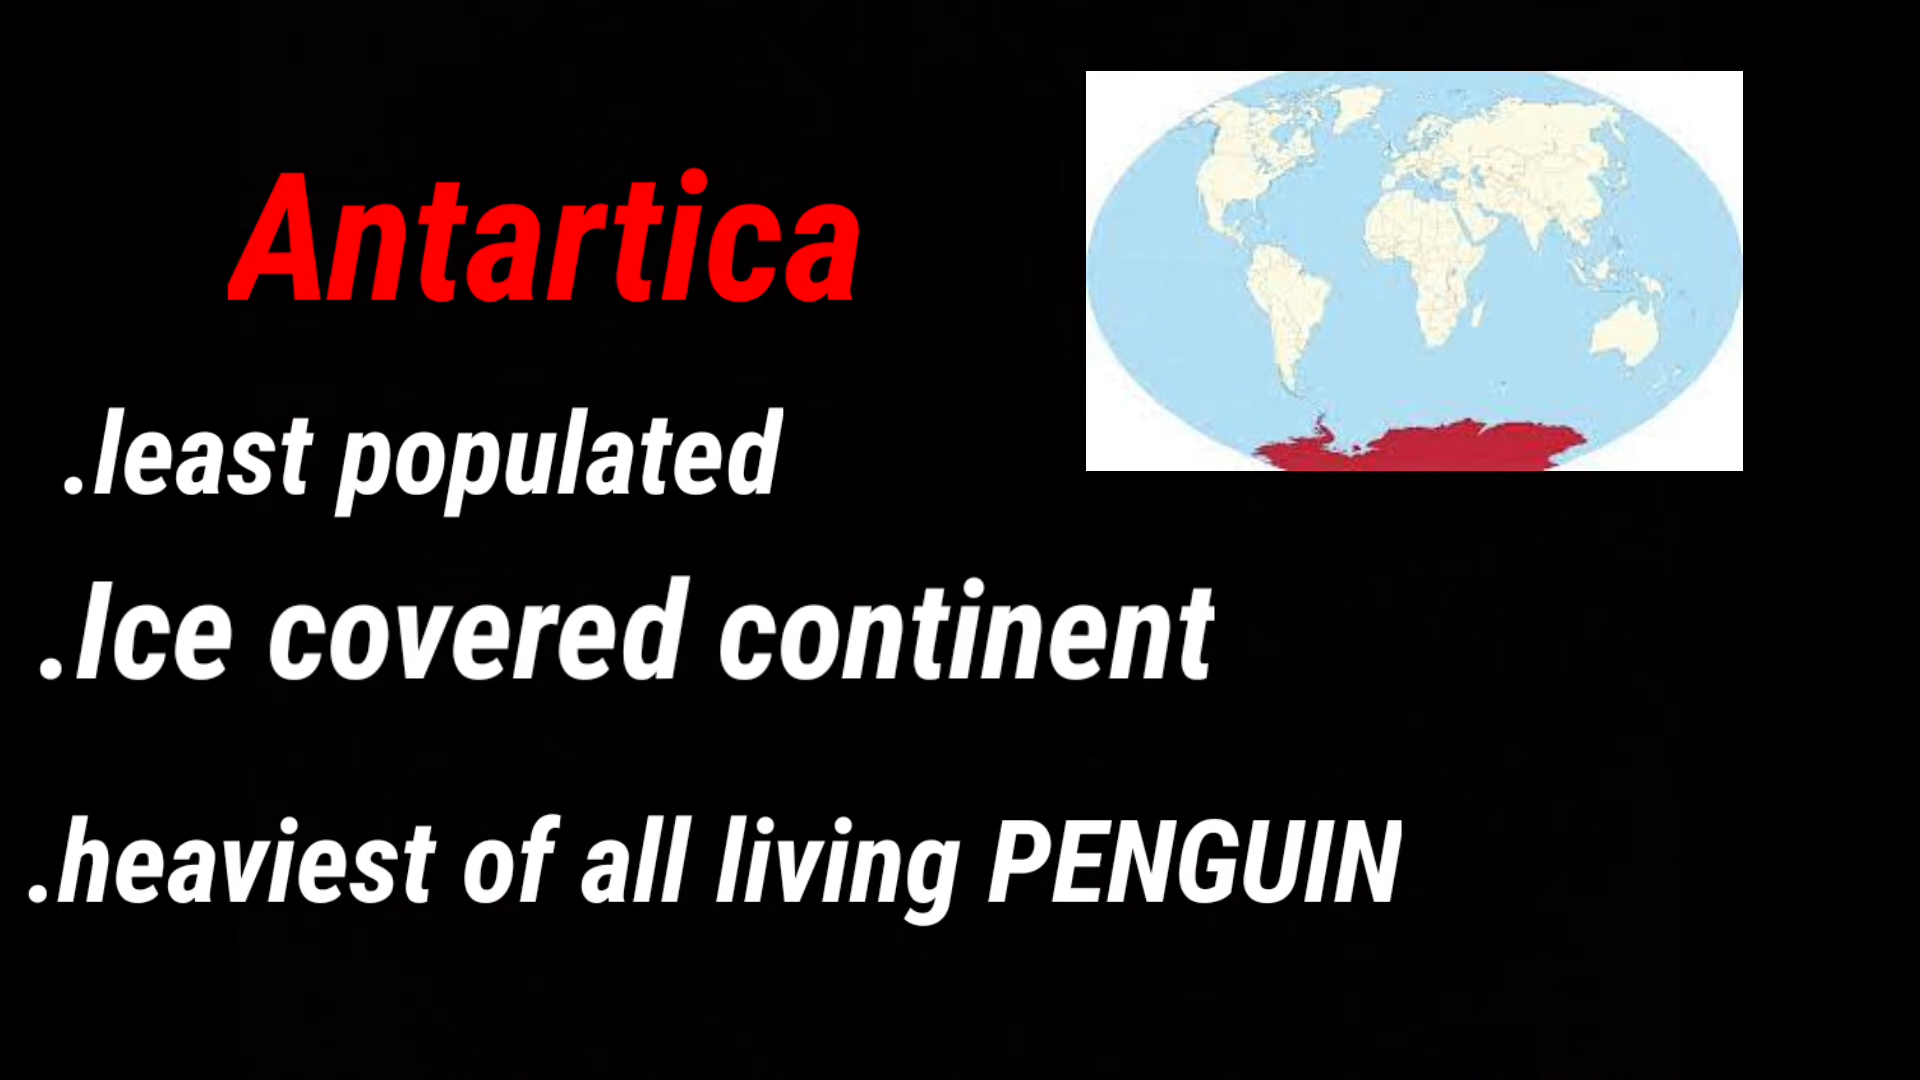 Antartica
.least populated
.Ice covered continent
.heaviest of all living PENGUIN